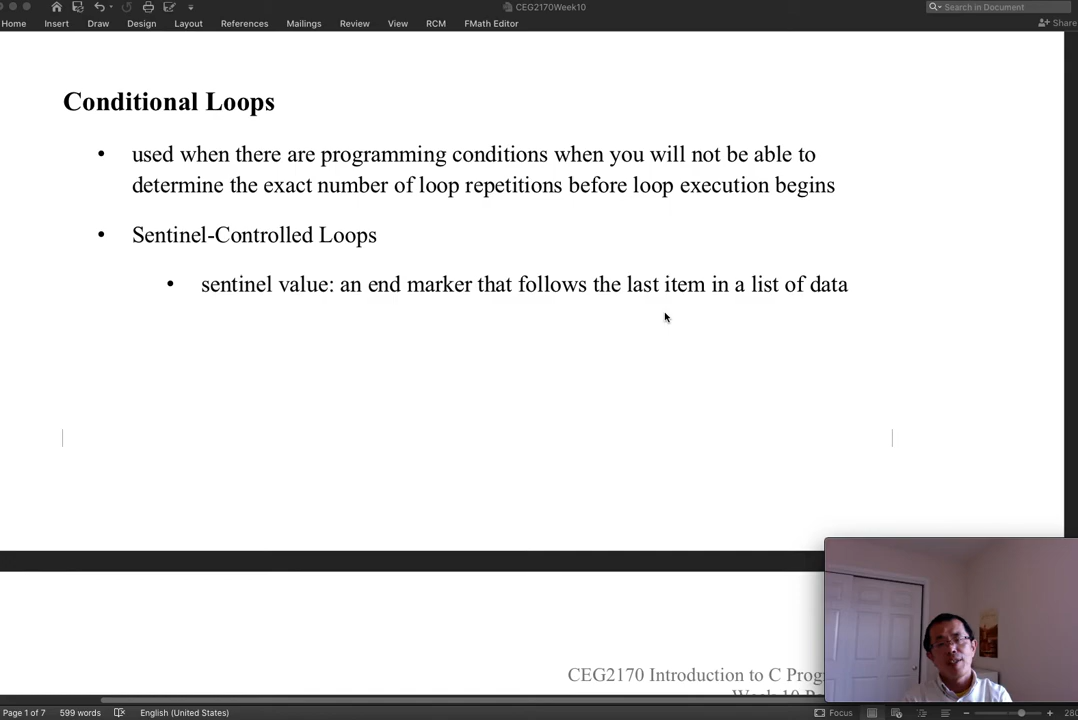 CEG2170Week10
Search in Document
Home Insert Draw Design Layout References Mailings Review View RCM FMath Editor Share
Conditional Loops
• used when there are programming conditions when you will not be able to
determine the exact number of loop repetitions before loop execution begins
• Sentinel-Controlled Loops
• sentinel value: an end marker that follows the last item in a list of data
CEG2170 Introduction to C Prog
Week 10
Page 1 of 7 599 words English (United States) Focus 280